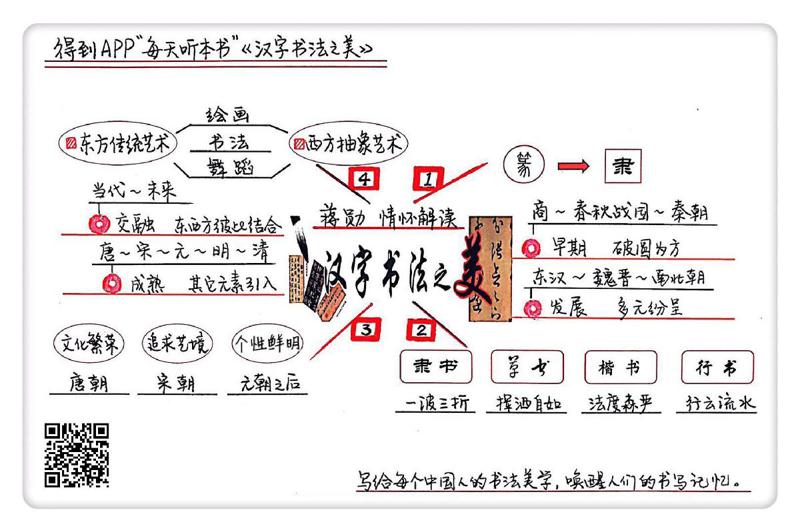 得到APP“每天听本书”《汉字书法之美》
绘画
东方传统艺术 书法 西方抽象艺术
舞蹈
4 1
篆 隶
当代～未来
交融 东西方彼此结合
唐～宋～元～明～清
成熟 其它元素引入
蒋勋 情怀解读
汉字书法之美
商～春秋战国～秦朝
早期 破圆为方
东汉～魏晋～南北朝
发展 多元纷呈
3 2
文化繁荣 追求艺境 个性鲜明
唐朝 宋朝 元朝之后
隶书 草书 楷书 行书
一波三折 挥洒自如 法度森严 行云流水
写给每个中国人的书法美学，唤醒人们的书写记忆。